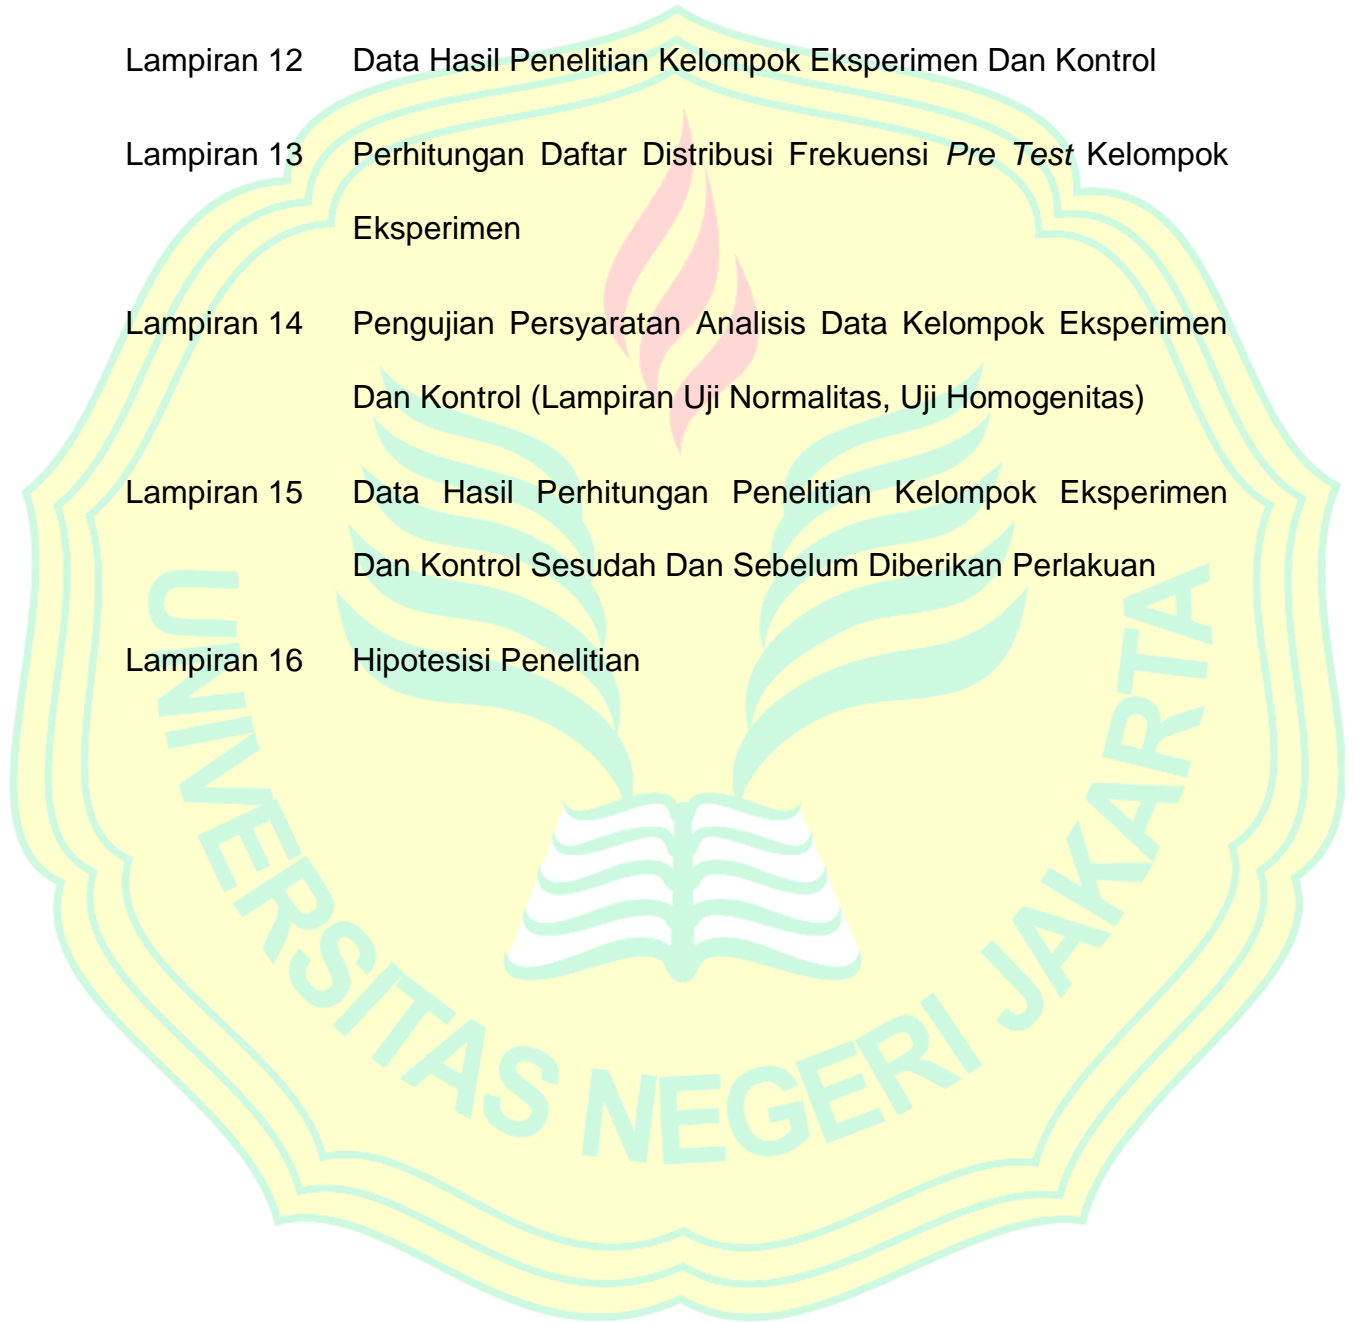 Lampiran 12 Data Hasil Penelitian Kelompok Eksperimen Dan Kontrol
Lampiran 13 Perhitungan Daftar Distribusi Frekuensi Pre Test Kelompok
Eksperimen
Lampiran 14 Pengujian Persyaratan Analisis Data Kelompok Eksperimen
Dan Kontrol (Lampiran Uji Normalitas, Uji Homogenitas)
Lampiran 15 Data Hasil Perhitungan Penelitian Kelompok Eksperimen
Dan Kontrol Sesudah Dan Sebelum Diberikan Perlakuan
Lampiran 16 Hipotesisi Penelitian
UNIVERSITAS NEGERI JAKARTA